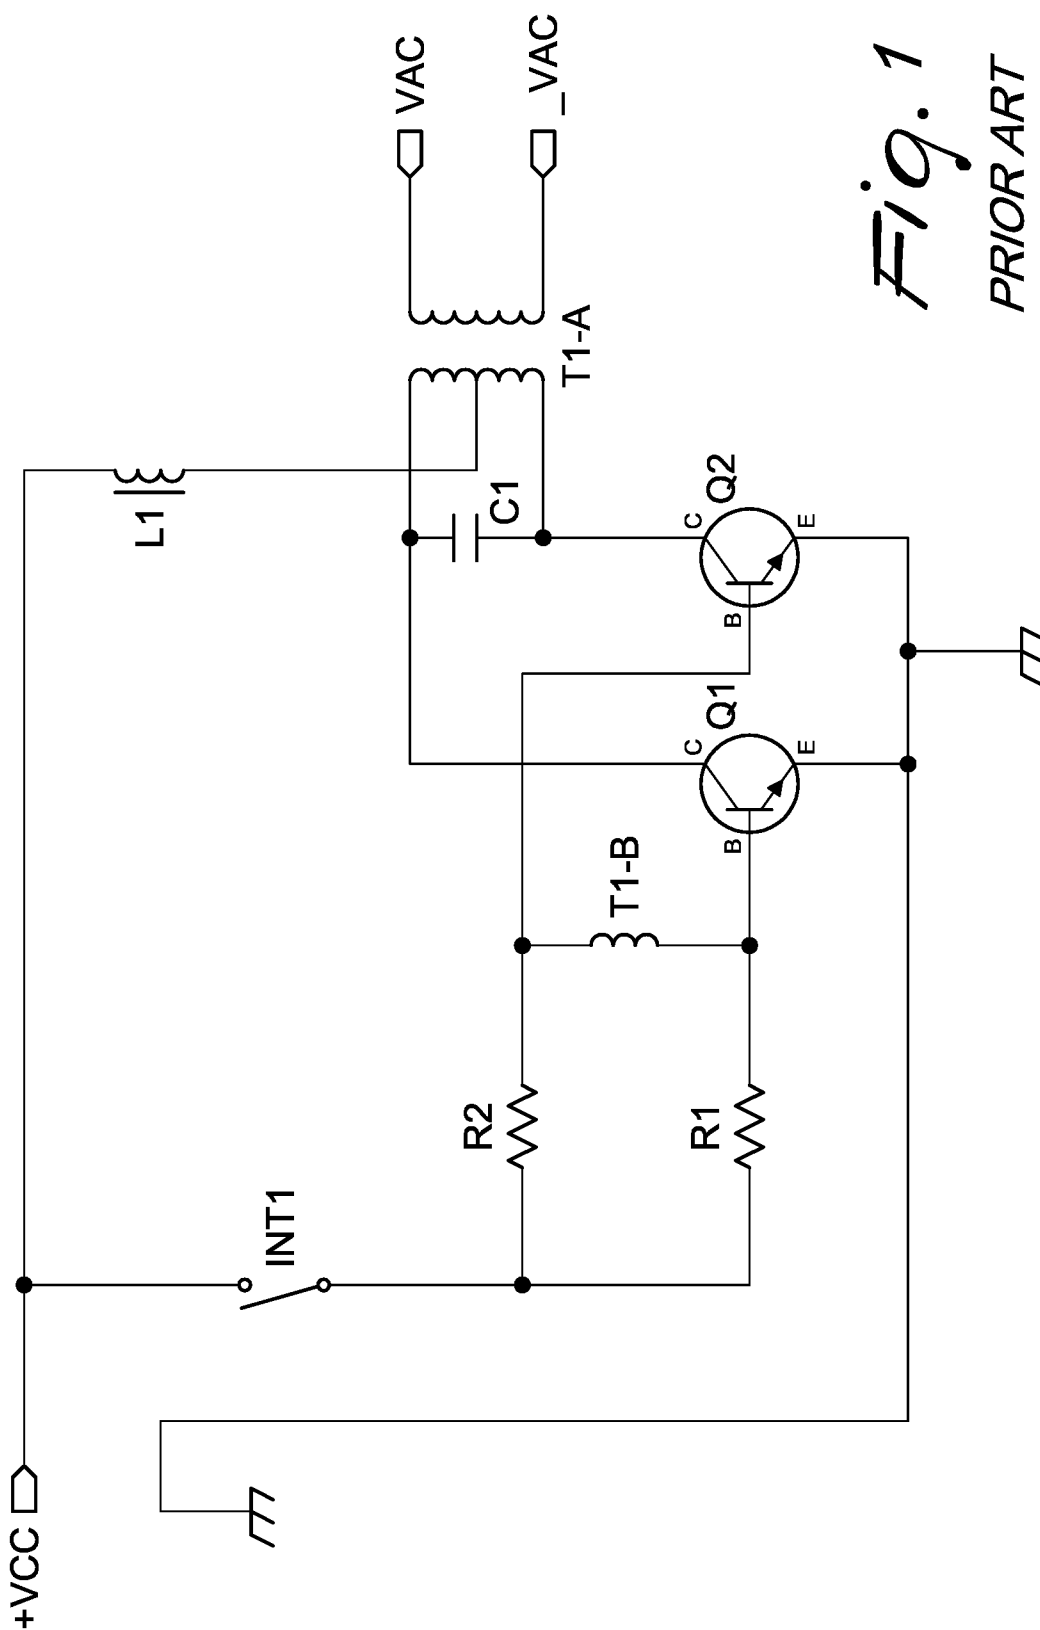 +VCC
L1
VAC
_VAC
T1-A
INT1
R2
C1
T1-B
R1
Q1
C
B
E
Q2
C
B
E
Fig. 1
PRIOR ART